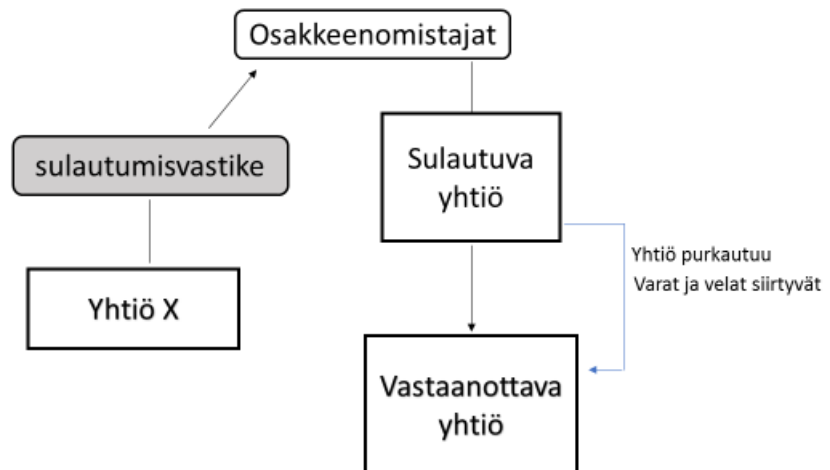 Osakkeenomistajat
sulautumisvastike
Sulautuva
yhtiö
Yhtiö X
Yhtiö purkautuu
Varat ja velat siirtyvät
Vastaanottava
yhtiö